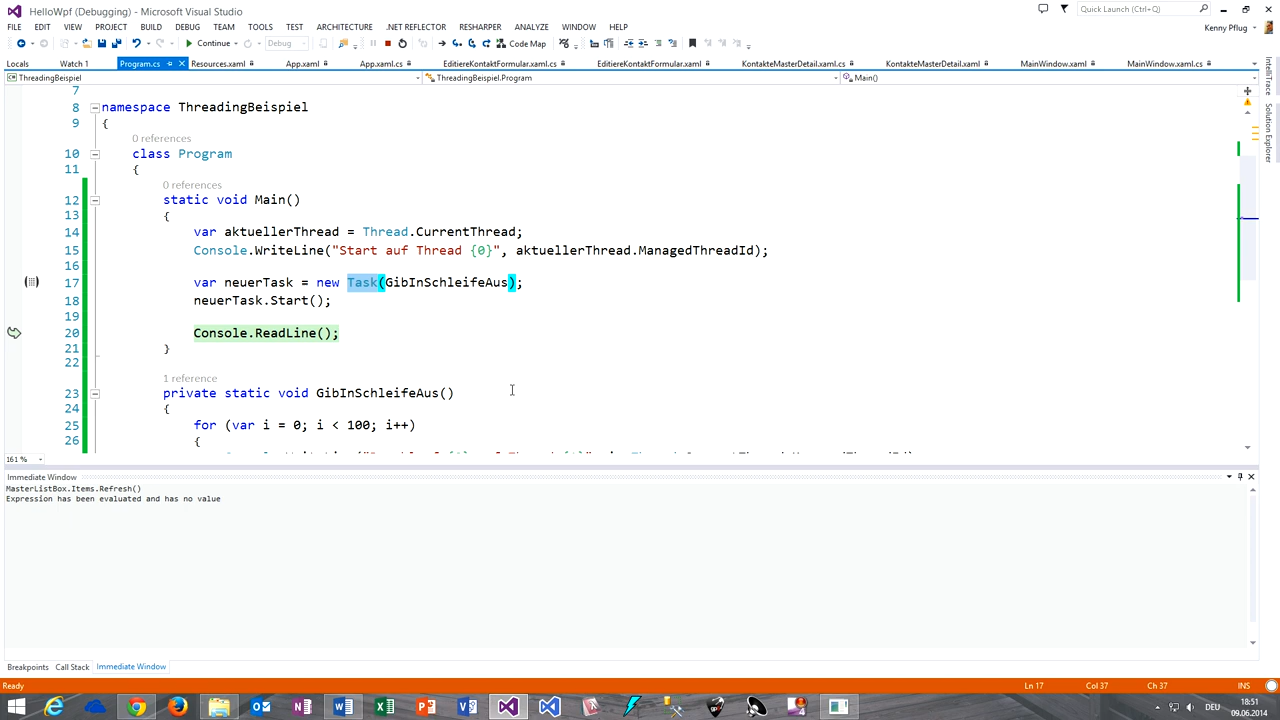 HelloWpf (Debugging) - Microsoft Visual Studio
Quick Launch (Ctrl+Q)
FILE EDIT VIEW PROJECT BUILD DEBUG TEAM TOOLS TEST ARCHITECTURE .NET REFLECTOR RESHARPER ANALYZE WINDOW HELP
Kenny Pflug
Continue Debug Code Map
Locals Watch 1 Program.cs Resources.xaml App.xaml App.xaml.cs EditiereKontaktFormular.xaml.cs EditiereKontaktFormular.xaml KontakteMasterDetail.xaml.cs KontakteMasterDetail.xaml MainWindow.xaml MainWindow.xaml.cs
ThreadingBeispiel ThreadingBeispiel.Program Main()
IntelliTrace
Solution Explorer
7
8 namespace ThreadingBeispiel
9 {
0 references
10 class Program
11 {
0 references
12 static void Main()
13 {
14 var aktuellerThread = Thread.CurrentThread;
15 Console.WriteLine("Start auf Thread {0}", aktuellerThread.ManagedThreadId);
16
17 var neuerTask = new Task(GibInSchleifeAus);
18 neuerTask.Start();
19
20 Console.ReadLine();
21 }
22
1 reference
23 private static void GibInSchleifeAus()
24 {
25 for (var i = 0; i < 100; i++)
26 {
161 %
Immediate Window
MasterListBox.Items.Refresh()
Expression has been evaluated and has no value
Breakpoints Call Stack Immediate Window
Ready Ln 17 Col 37 Ch 37 INS
DEU
18:51
09.06.2014